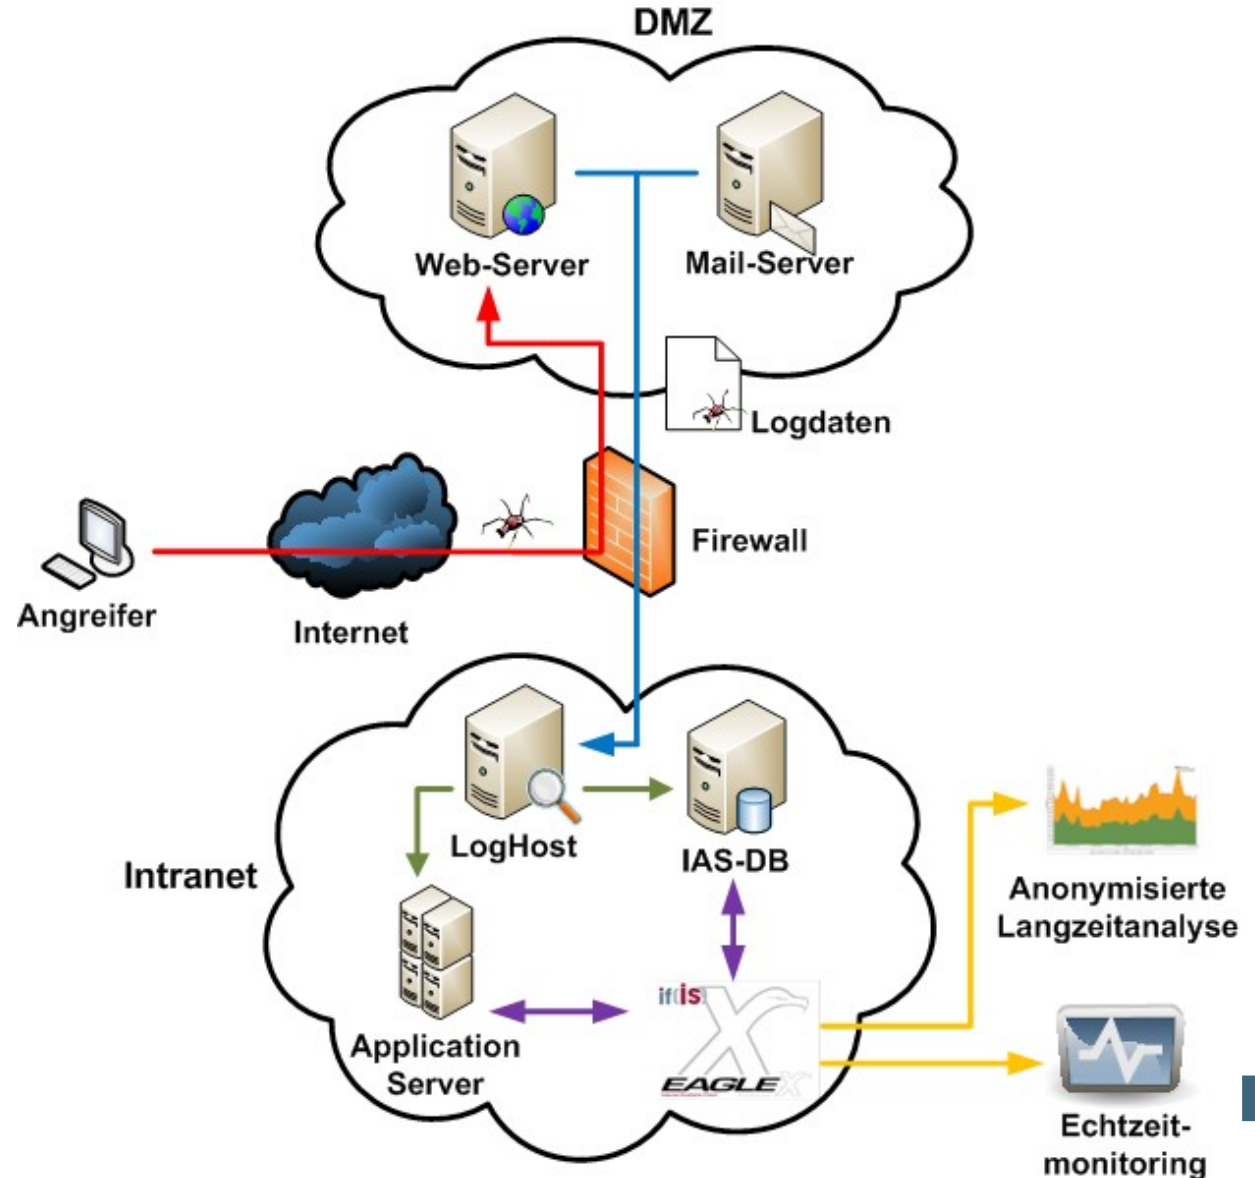 DMZ
Web-Server
Mail-Server
Logdaten
Firewall
Angreifer
Internet
LogHost
IAS-DB
Intranet
Anonymisierte
Langzeitanalyse
if(is)
X
EAGLE X
Application
Server
Echtzeit-
monitoring